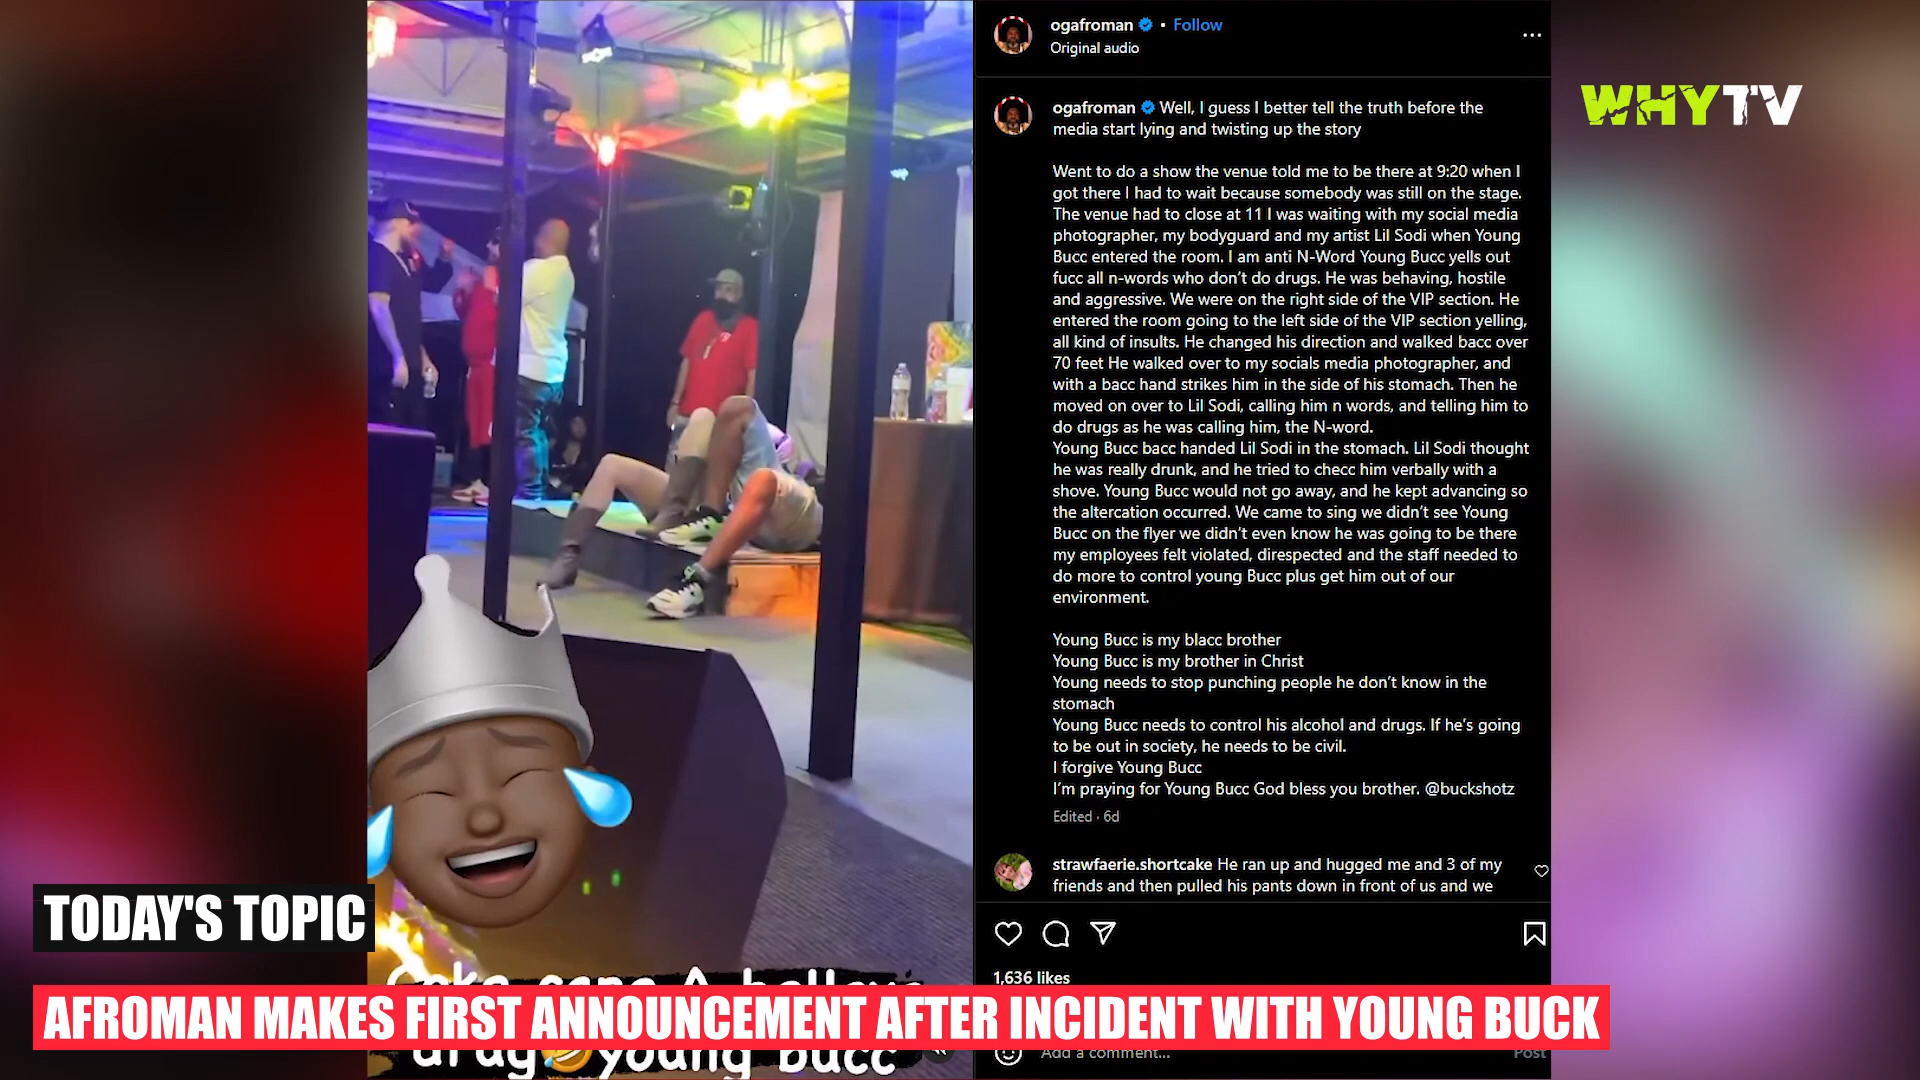 ogafroman • Follow
Original audio
WHYTV
ogafroman Well, I guess I better tell the truth before the
media start lying and twisting up the story
Went to do a show the venue told me to be there at 9:20 when I
got there I had to wait because somebody was still on the stage.
The venue had to close at 11 I was waiting with my social media
photographer, my bodyguard and my artist Lil Sodi when Young
Bucc entered the room. I am anti N-Word Young Bucc yells out
fucc all n-words who don't do drugs. He was behaving, hostile
and aggressive. We were on the right side of the VIP section. He
entered the room going to the left side of the VIP section yelling,
all kind of insults. He changed his direction and walked bacc over
70 feet He walked over to my socials media photographer, and
with a bacc hand strikes him in the side of his stomach. Then he
moved on over to Lil Sodi, calling him n words, and telling him to
do drugs as he was calling him, the N-word.
Young Bucc bacc handed Lil Sodi in the stomach. Lil Sodi thought
he was really drunk, and he tried to checc him verbally with a
shove. Young Bucc would not go away, and he kept advancing so
the altercation occurred. We came to sing we didn't see Young
Bucc on the flyer we didn't even know he was going to be there
my employees felt violated, direspected and the staff needed to
do more to control young Bucc plus get him out of our
environment.
Young Bucc is my blacc brother
Young Bucc is my brother in Christ
Young needs to stop punching people he don't know in the
stomach
Young Bucc needs to control his alcohol and drugs. If he's going
to be out in society, he needs to be civil.
I forgive Young Bucc
I'm praying for Young Bucc God bless you brother. @buckshotz
Edited · 6d
strawfaerie.shortcake He ran up and hugged me and 3 of my
friends and then pulled his pants down in front of us and we
1,636 likes
TODAY'S TOPIC
AFROMAN MAKES FIRST ANNOUNCEMENT AFTER INCIDENT WITH YOUNG BUCK
drug young bucc
Add a comment...
Post